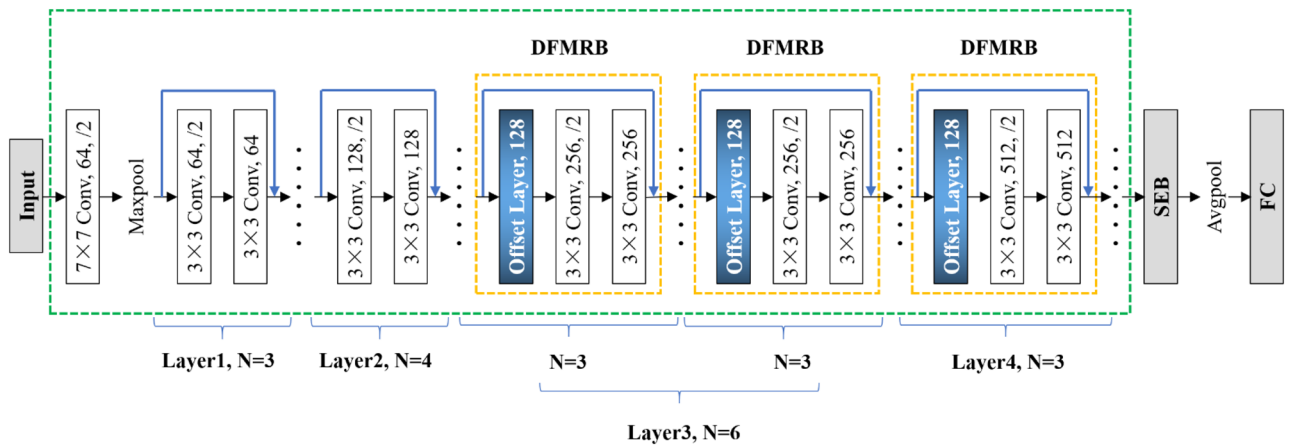 DFMRB
DFMRB
DFMRB
Input
7×7 Conv, 64, /2
Maxpool
3×3 Conv, 64, /2
3×3 Conv, 64
3×3 Conv, 128, /2
3×3 Conv, 128
Offset Layer, 128
3×3 Conv, 256, /2
3×3 Conv, 256
Offset Layer, 128
3×3 Conv, 256, /2
3×3 Conv, 256
Offset Layer, 128
3×3 Conv, 512, /2
3×3 Conv, 512
SEB
Avgpool
FC
Layer1, N=3
Layer2, N=4
N=3
N=3
Layer4, N=3
Layer3, N=6